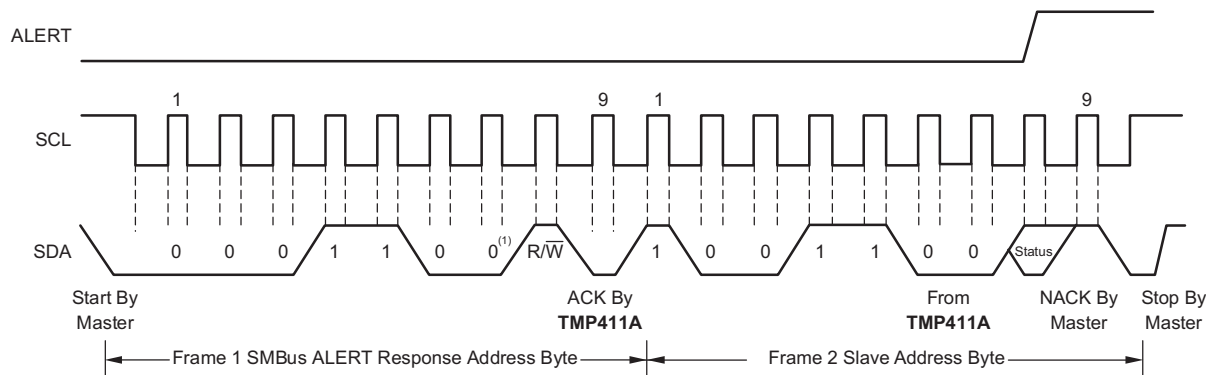 ALERT
1 9 1 9
SCL
SDA
0 0 0 1 1 0 0(1) R/W 1 0 0 1 1 0 0 Status
Start By
Master
ACK By
TMP411A
From
TMP411A
NACK By
Master
Stop By
Master
Frame 1 SMBus ALERT Response Address Byte
Frame 2 Slave Address Byte